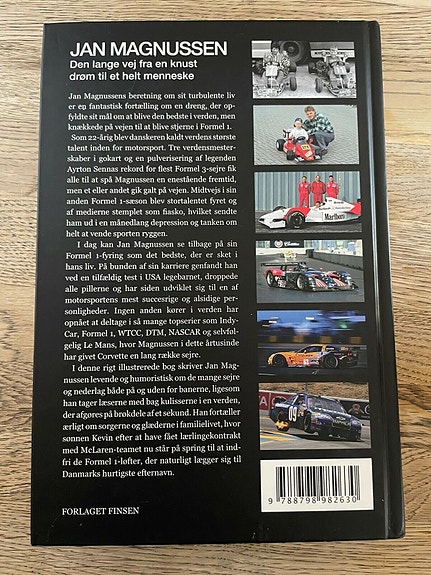 JAN MAGNUSSEN
Den lange vej fra en knust
drøm til et helt menneske
Jan Magnussens beretning om sit turbulente liv
er en fantastisk fortælling om en dreng, der op-
fyldte sit mål om at blive den bedste i verden, men
knækkede på vejen til at blive stjerne i Formel 1.
Som 22-årig blev danskeren kaldt verdens største
talent inden for motorsport. Tre verdensmester-
skaber i gokart og en pulverisering af legenden
Ayrton Sennas rekord for flest Formel 3-sejre fik
alle til at spå Magnussen en enestående fremtid,
men et eller andet gik galt på vejen. Midtvejs i sin
anden Formel 1-sæson blev stortalentet fyret og
af medierne stemplet som fiasko, hvilket sendte
ham ud i en månedlang depression og tanken om
helt at vende sporten ryggen.
I dag kan Jan Magnussen se tilbage på sin
Formel 1-fyring som det bedste, der er sket i
hans liv. På bunden af sin karriere genfandt han
ved en tilfældig test i USA legebarnet, droppede
alle pillerne og har siden udviklet sig til en af
motorsportens mest succesrige og alsidige per-
sonligheder. Ingen anden kører i verden har
opnået at deltage i så mange topserier som Indy-
Car, Formel 1, WTCC, DTM, NASCAR og selvføl-
gelig Le Mans, hvor Magnussen i dette årtusinde
har givet Corvette en lang række sejre.
I denne rigt illustrerede bog skriver Jan Mag-
nussen levende og humoristisk om de mange sejre
og nederlag både på og uden for banerne, ligesom
han tager læserne med bag kulisserne i en verden,
der afgøres på brøkdele af et sekund. Han fortæller
ærligt om sorgerne og glæderne i familielivet, hvor
sønnen Kevin efter at have fået lærlingekontrakt
med McLaren-teamet nu står på spring til at ind-
fri de Formel 1-løfter, der naturligt lægger sig til
Danmarks hurtigste efternavn.
FORLAGET FINSEN
Marlboro
09
9 788798 982630